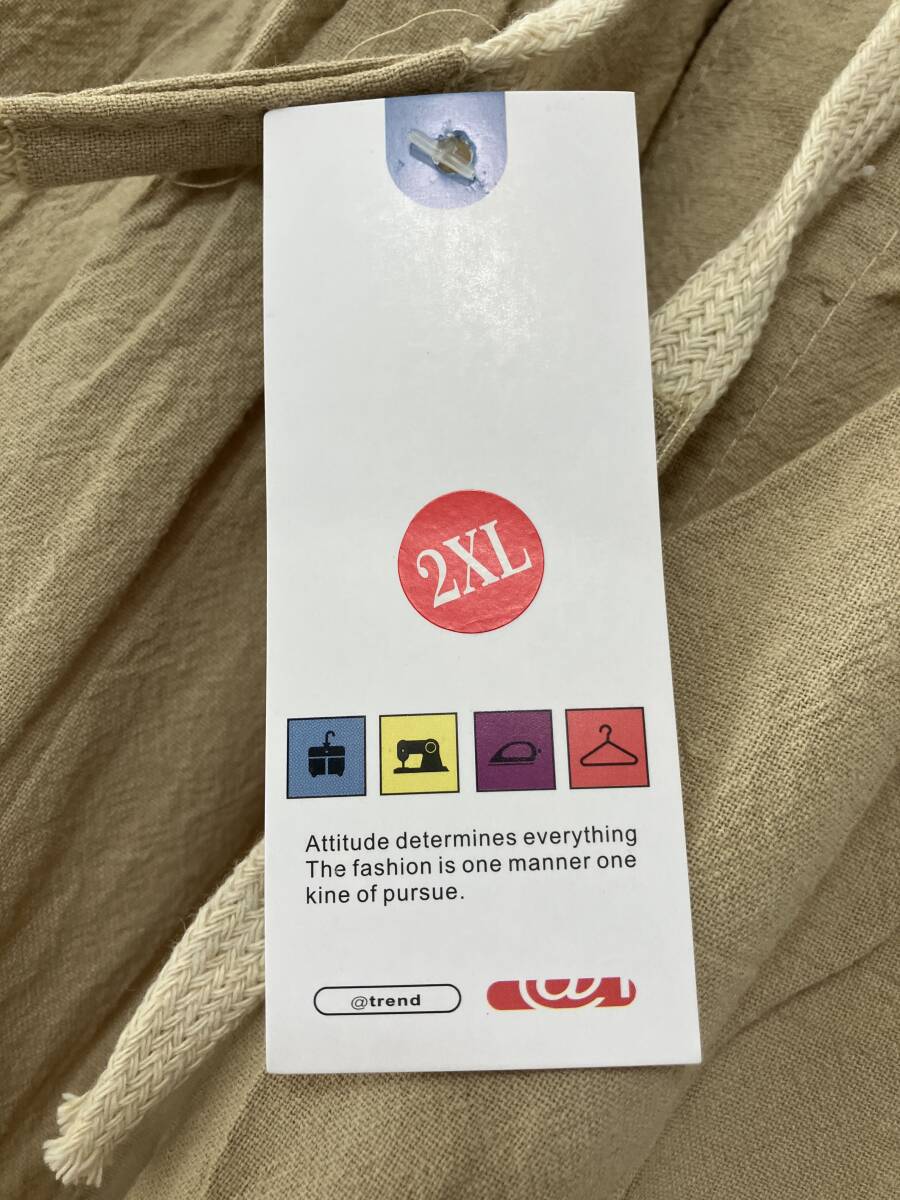 2XL
Attitude determines everything
The fashion is one manner one
kine of pursue.
@trend